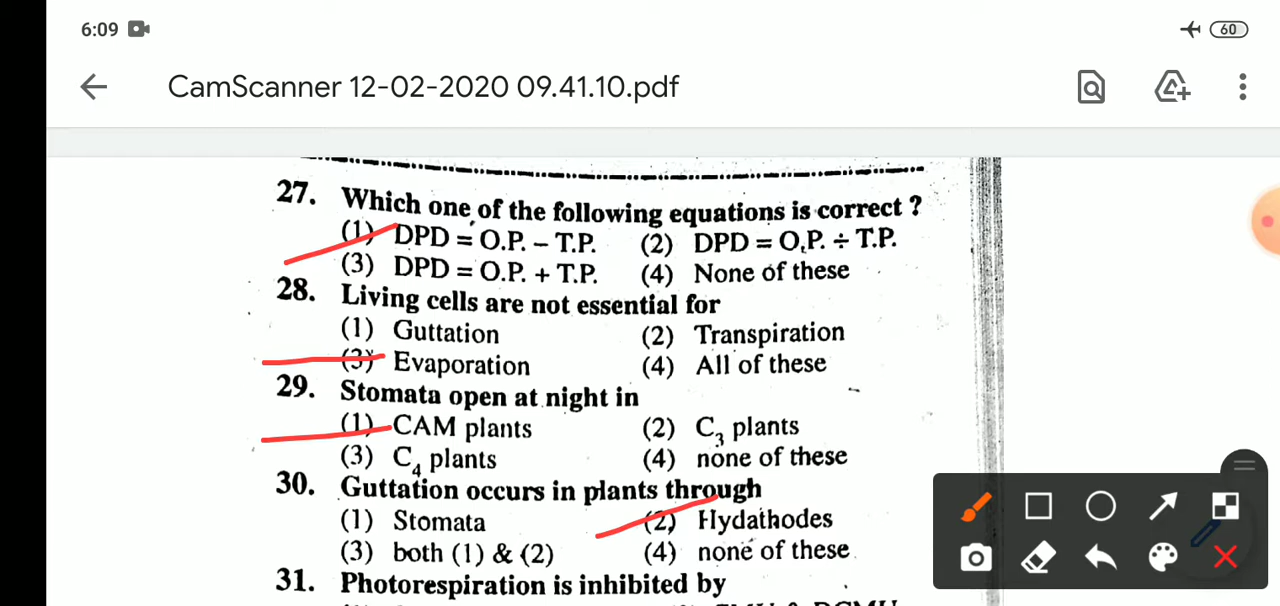 6:09
60
CamScanner 12-02-2020 09.41.10.pdf
27. Which one of the following equations is correct ?
(1) DPD = O.P. – T.P. (2) DPD = O.P. ÷ T.P.
(3) DPD = O.P. + T.P. (4) None of these
28. Living cells are not essential for
(1) Guttation (2) Transpiration
(3) Evaporation (4) All of these
29. Stomata open at night in
(1) CAM plants (2) C₃ plants
(3) C₄ plants (4) none of these
30. Guttation occurs in plants through
(1) Stomata (2) Hydathodes
(3) both (1) & (2) (4) none of these
31. Photorespiration is inhibited by